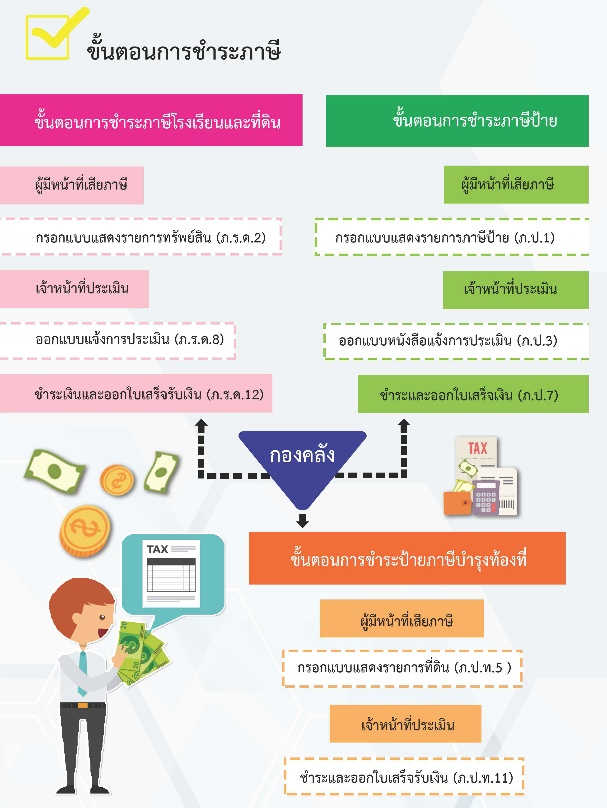 ขั้นตอนการชำระภาษี
ขั้นตอนการชำระภาษีโรงเรียนและที่ดิน
ผู้มีหน้าที่เสียภาษี
กรอกแบบแสดงรายการทรัพย์สิน (ภ.ร.ด.2)
เจ้าหน้าที่ประเมิน
ออกแบบแจ้งการประเมิน (ภ.ร.ด.8)
ชำระเงินและออกใบเสร็จรับเงิน (ภ.ร.ด.12)
ขั้นตอนการชำระภาษีป้าย
ผู้มีหน้าที่เสียภาษี
กรอกแบบแสดงรายการภาษีป้าย (ภ.ป.1)
เจ้าหน้าที่ประเมิน
ออกแบบหนังสือแจ้งการประเมิน (ภ.ป.3)
ชำระและออกใบเสร็จเงิน (ภ.ป.7)
กองคลัง
TAX
TAX
ขั้นตอนการชำระป้ายภาษีบำรุงท้องที่
ผู้มีหน้าที่เสียภาษี
กรอกแบบแสดงรายการที่ดิน (ภ.ป.ท.5 )
เจ้าหน้าที่ประเมิน
ชำระและออกใบเสร็จรับเงิน (ภ.ป.ท.11)